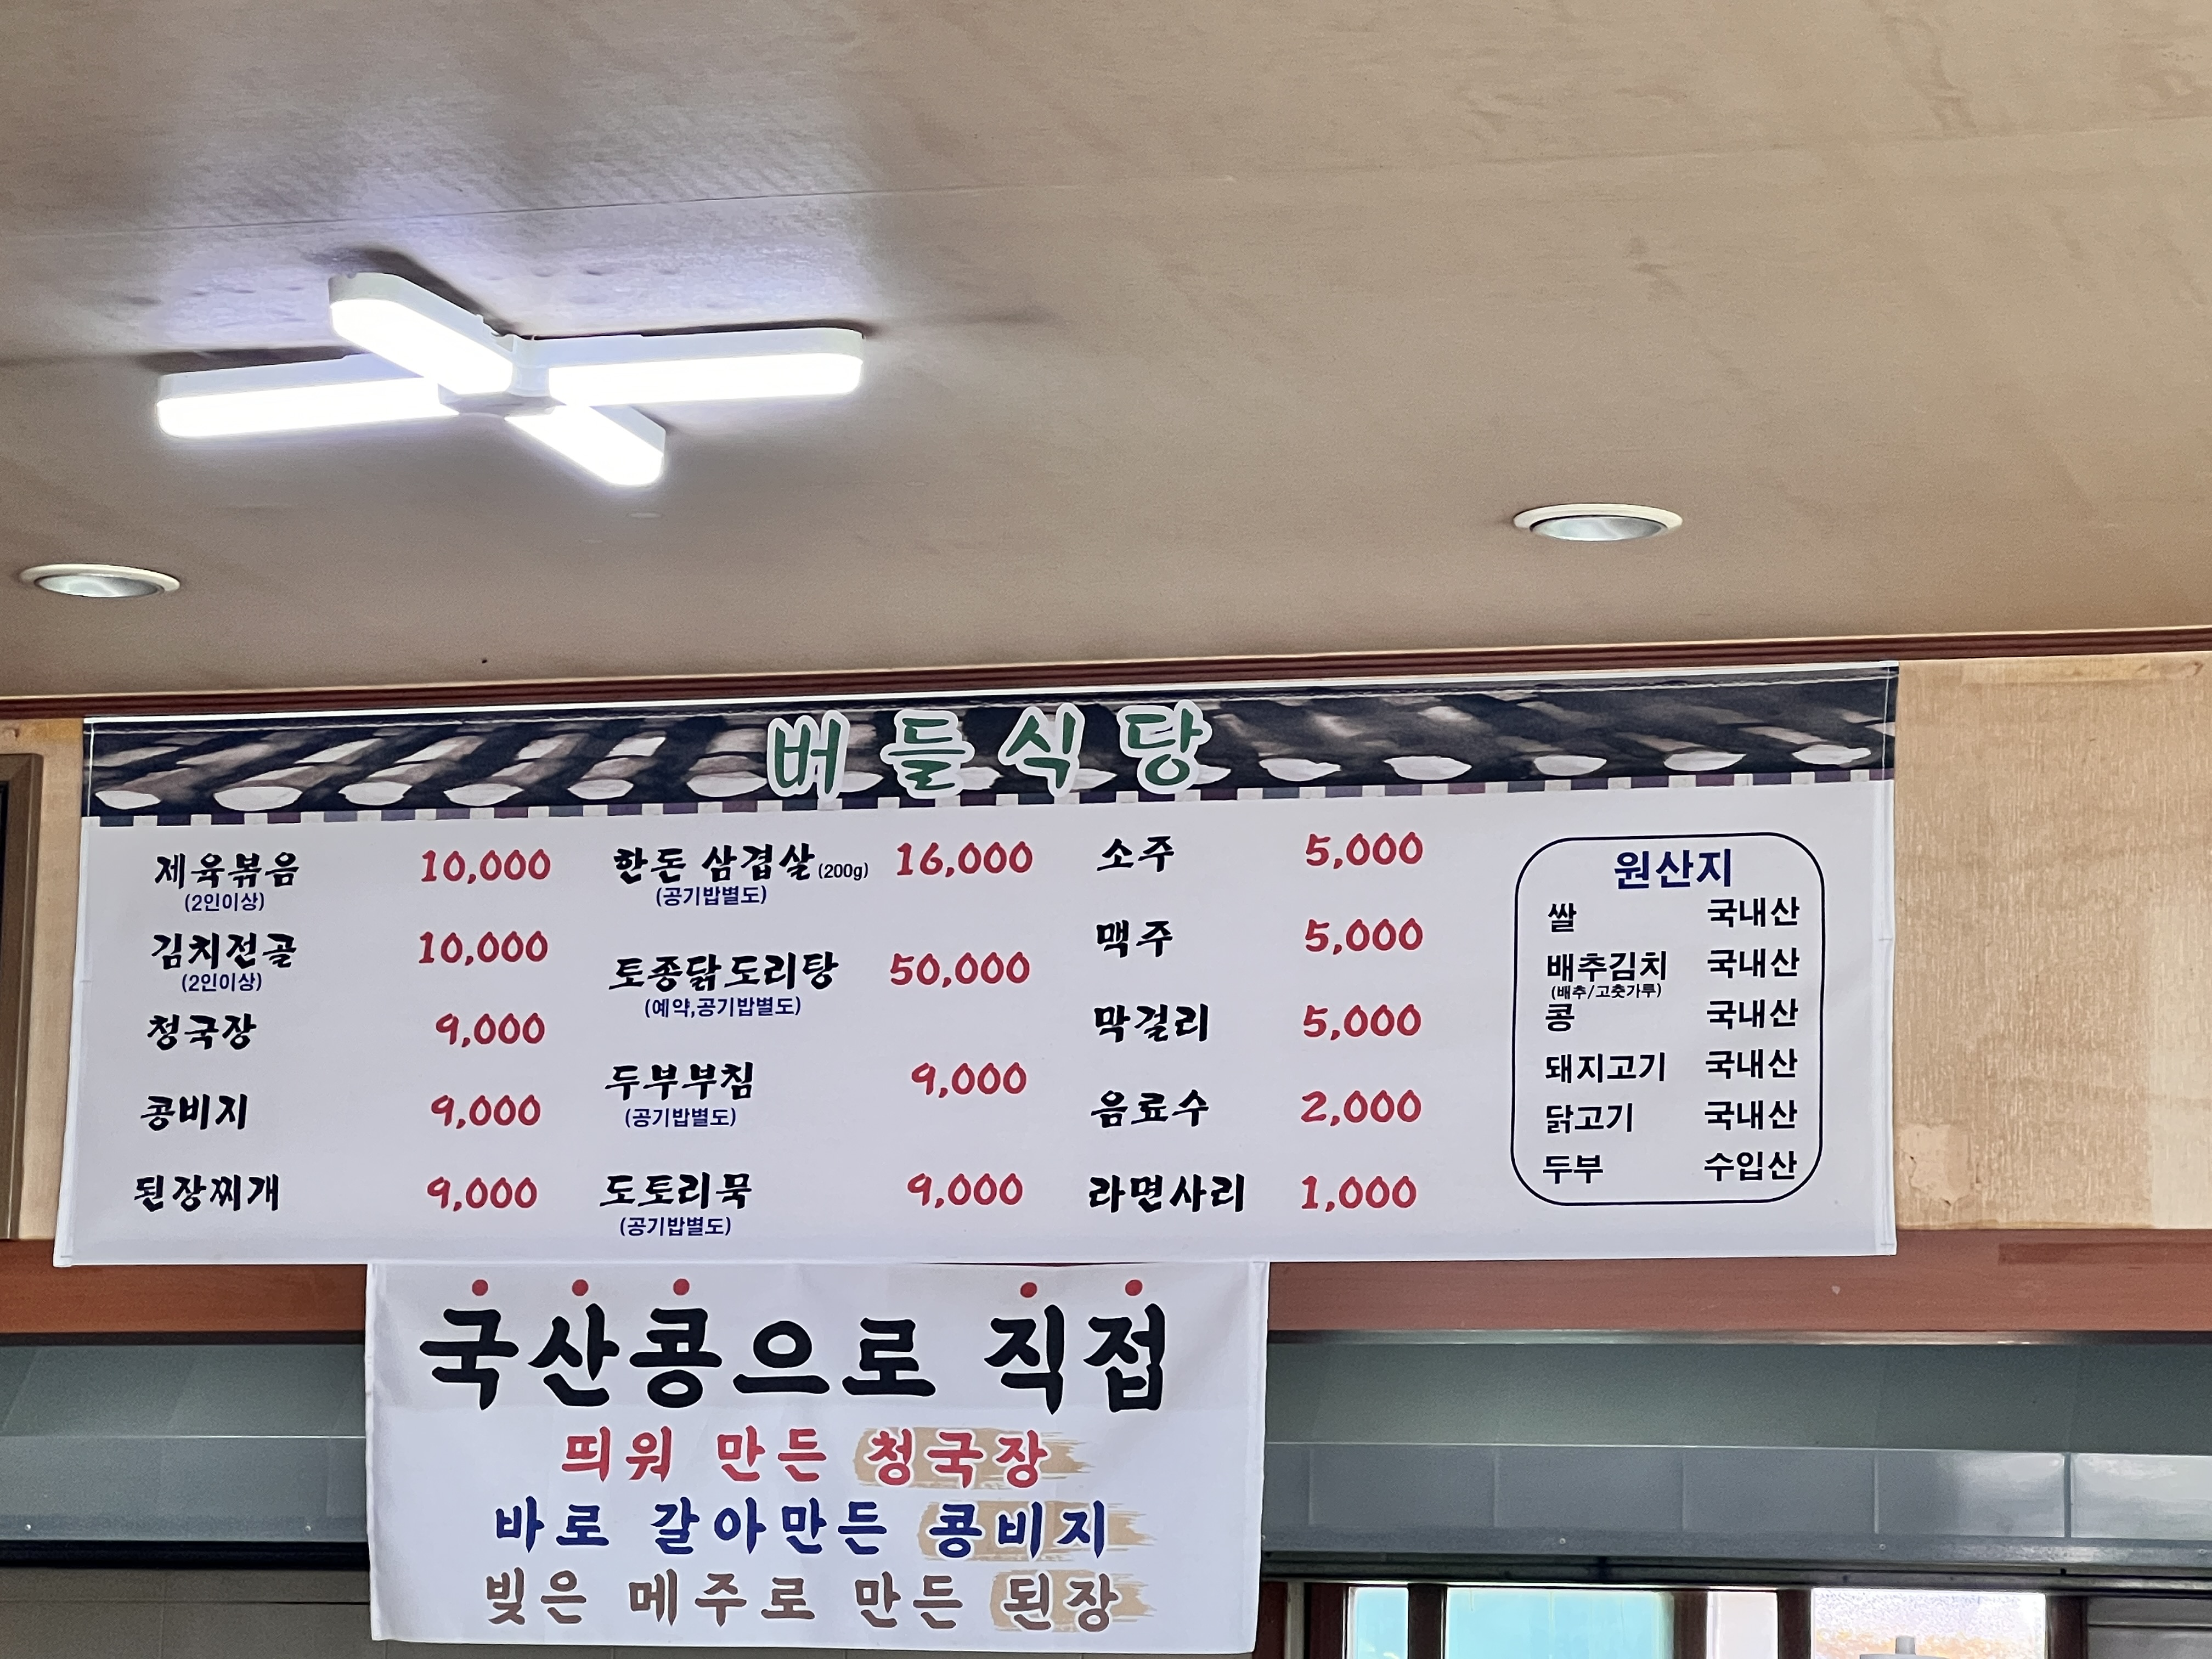 버들식당
제육볶음 10,000
(2인이상)
김치전골 10,000
(2인이상)
청국장 9,000
콩비지 9,000
된장찌개 9,000
한돈 삼겹살(200g) 16,000
(공기밥별도)
토종닭도리탕 50,000
(예약,공기밥별도)
두부부침 9,000
(공기밥별도)
도토리묵 9,000
(공기밥별도)
소주 5,000
맥주 5,000
막걸리 5,000
음료수 2,000
라면사리 1,000
원산지
쌀 국내산
배추김치 국내산
(배추/고춧가루)
콩 국내산
돼지고기 국내산
닭고기 국내산
두부 수입산
국산콩으로 직접
띄워 만든 청국장
바로 갈아만든 콩비지
빚은 메주로 만든 된장